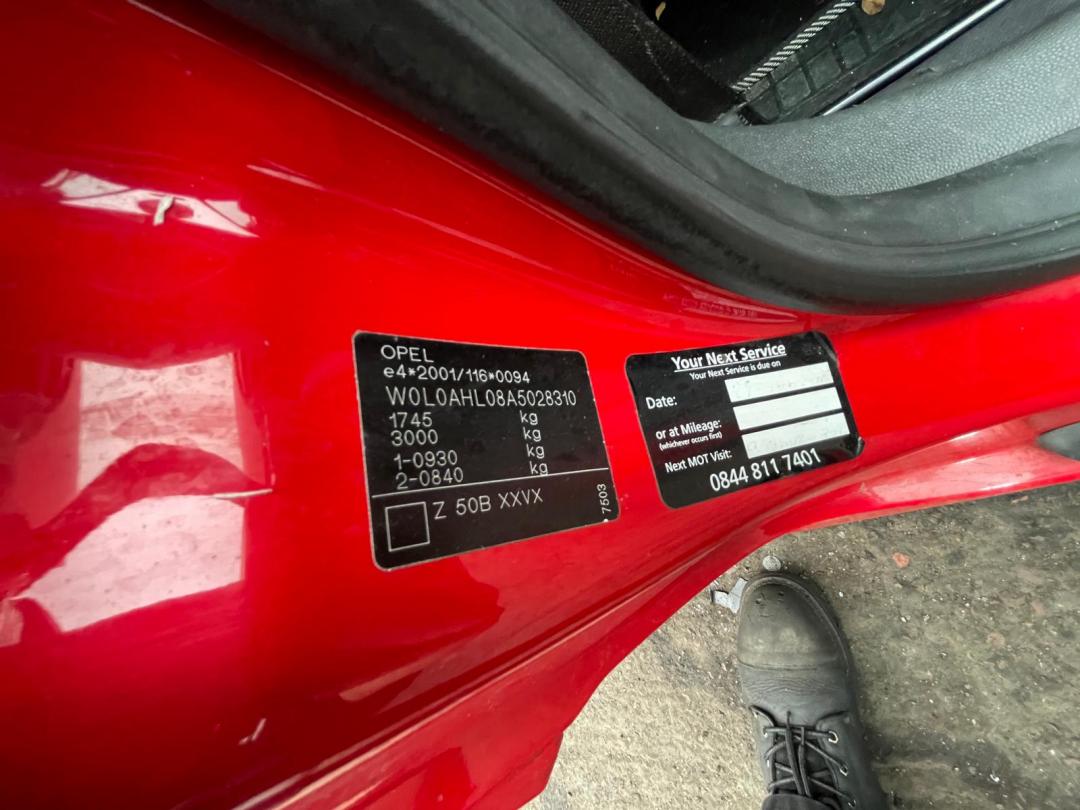 OPEL
e4*2001/116*0094
W0L0AHL08A5028310
1745 kg
3000 kg
1-0930 kg
2-0840 kg
Z 50B XXVX
7503
Your Next Service
Your Next Service is due on
Date:
or at Mileage:
(whichever occurs first)
Next MOT Visit:
0844 811 7401